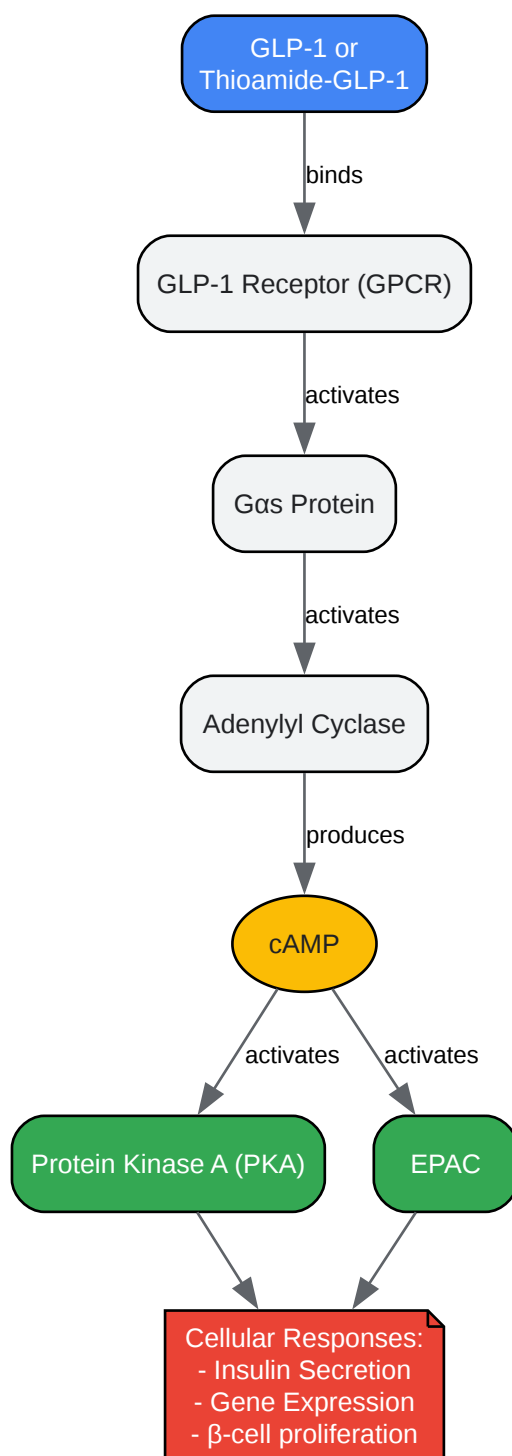 GLP-1 or
Thioamide-GLP-1
binds
GLP-1 Receptor (GPCR)
activates
Gαs Protein
activates
Adenylyl Cyclase
produces
cAMP
activates
activates
Protein Kinase A (PKA)
EPAC
Cellular Responses:
- Insulin Secretion
- Gene Expression
- β-cell proliferation